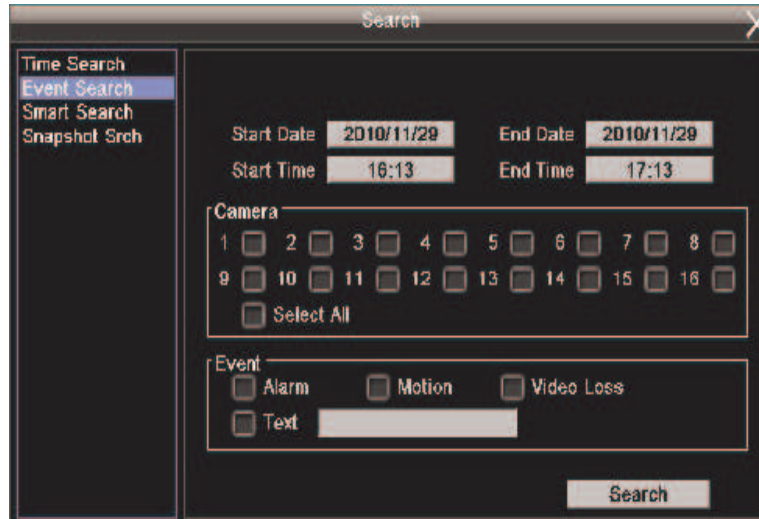 Search
Time Search
Event Search
Smart Search
Snapshot Srch
Start Date 2010/11/29 End Date 2010/11/29
Start Time 16:13 End Time 17:13
Camera
1 2 3 4 5 6 7 8
9 10 11 12 13 14 15 16
Select All
Event
Alarm Motion Video Loss
Text
Search